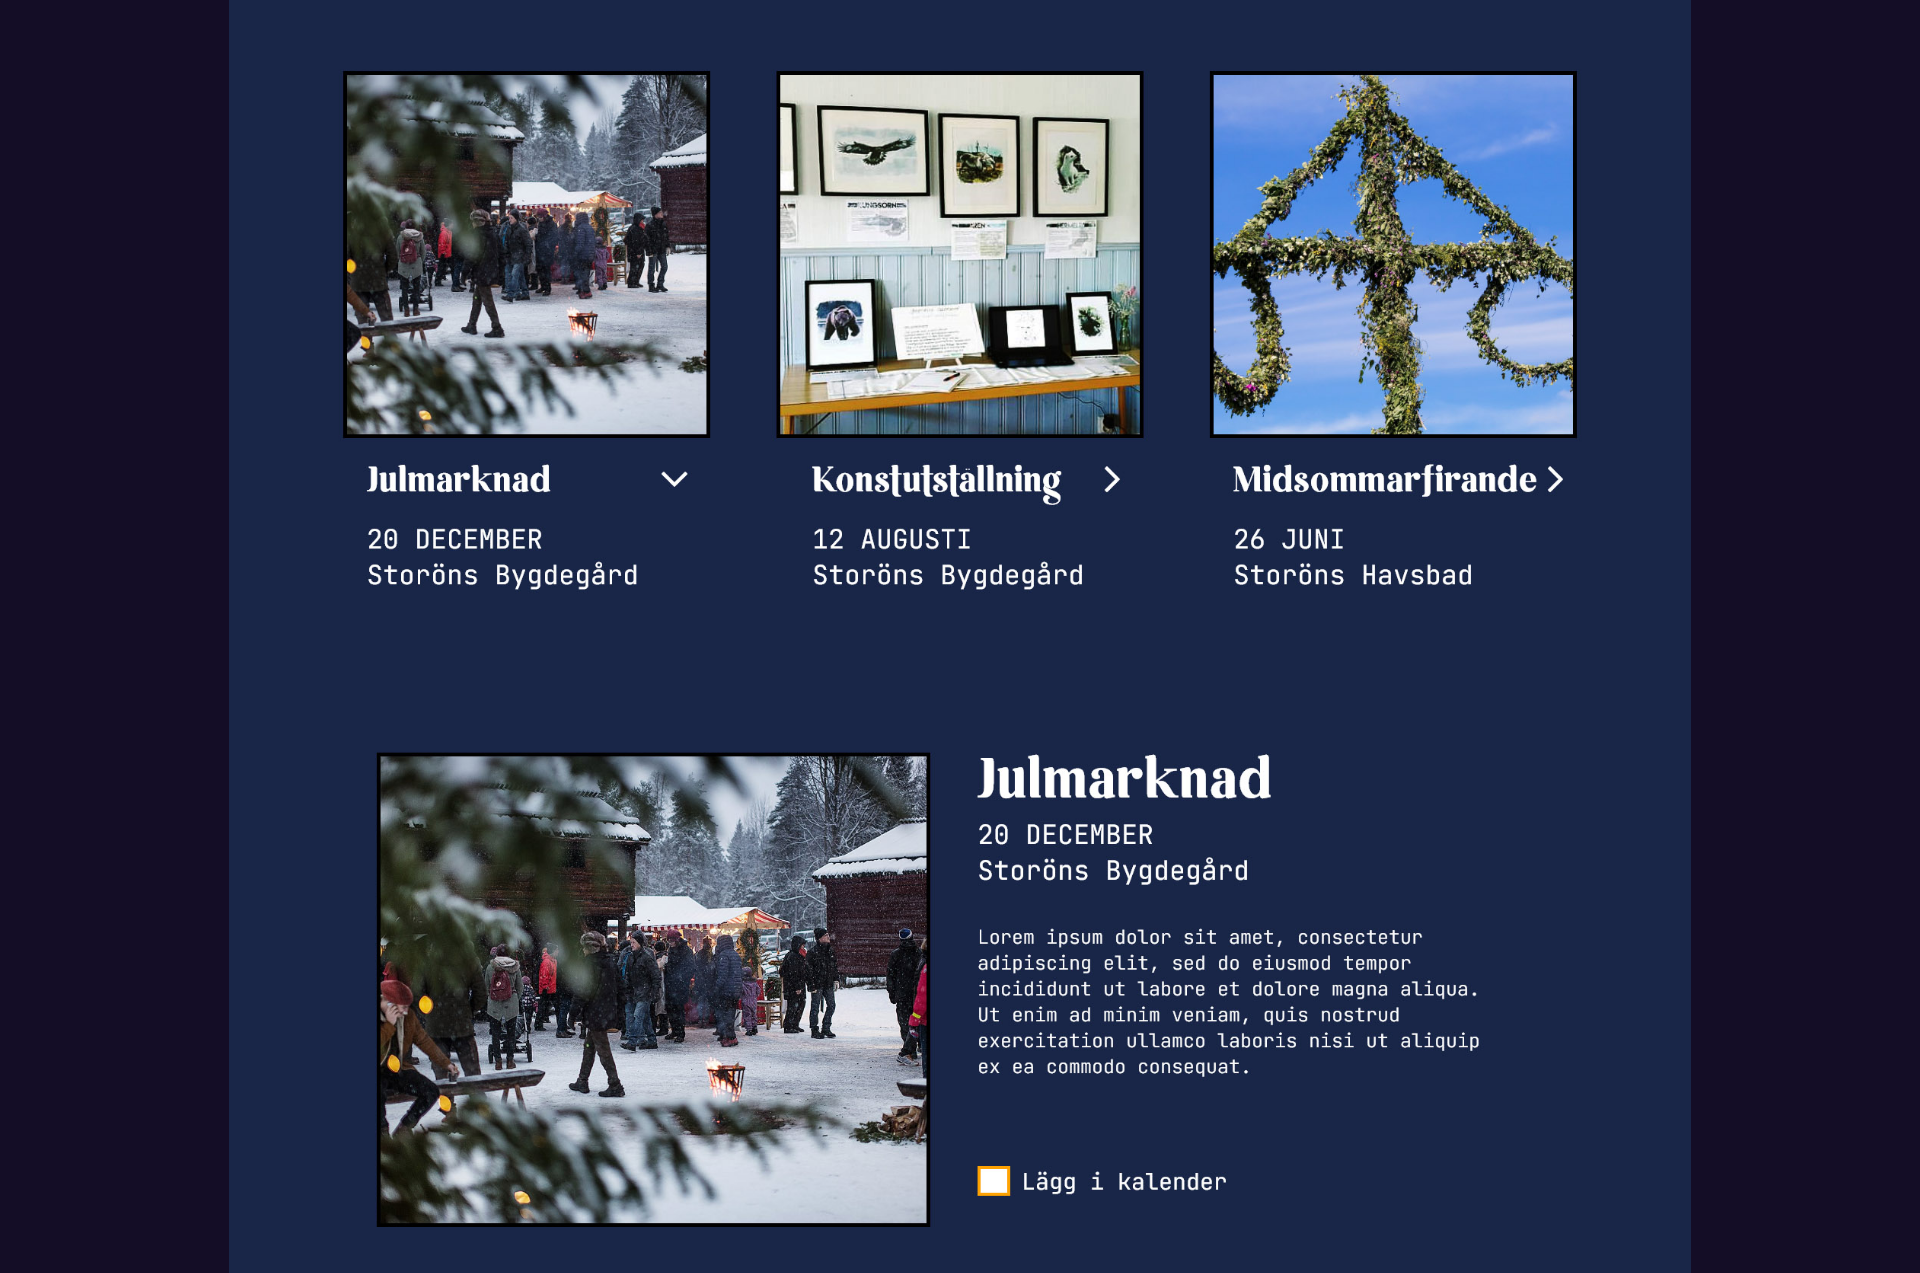 Julmarknad
20 DECEMBER
Storöns Bygdegård
Konstutställning
12 AUGUSTI
Storöns Bygdegård
Midsommarfirande
26 JUNI
Storöns Havsbad
Julmarknad
20 DECEMBER
Storöns Bygdegård
Lorem ipsum dolor sit amet, consectetur
adipiscing elit, sed do eiusmod tempor
incididunt ut labore et dolore magna aliqua.
Ut enim ad minim veniam, quis nostrud
exercitation ullamco laboris nisi ut aliquip
ex ea commodo consequat.
Lägg i kalender